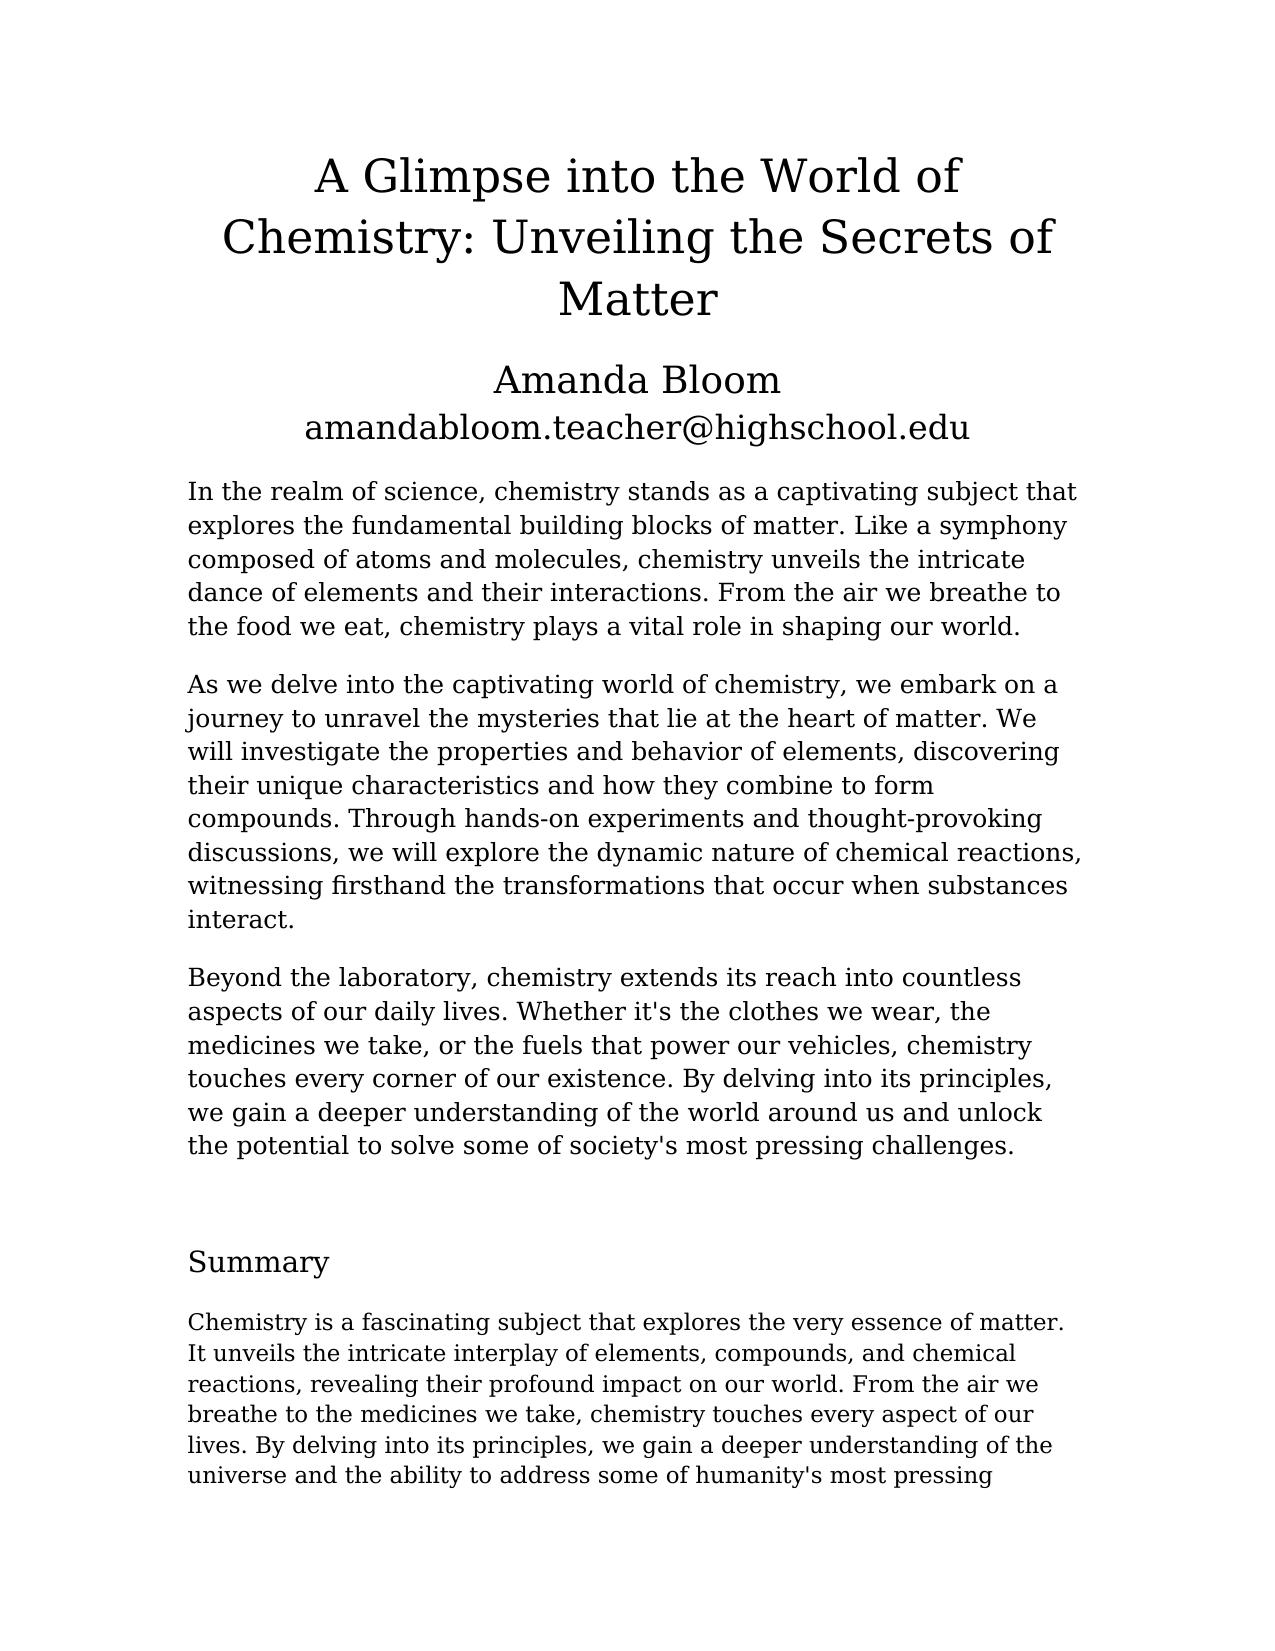 A Glimpse into the World of
Chemistry: Unveiling the Secrets of
Matter
Amanda Bloom
amandabloom.teacher@highschool.edu
In the realm of science, chemistry stands as a captivating subject that
explores the fundamental building blocks of matter. Like a symphony
composed of atoms and molecules, chemistry unveils the intricate
dance of elements and their interactions. From the air we breathe to
the food we eat, chemistry plays a vital role in shaping our world.
As we delve into the captivating world of chemistry, we embark on a
journey to unravel the mysteries that lie at the heart of matter. We
will investigate the properties and behavior of elements, discovering
their unique characteristics and how they combine to form
compounds. Through hands-on experiments and thought-provoking
discussions, we will explore the dynamic nature of chemical reactions,
witnessing firsthand the transformations that occur when substances
interact.
Beyond the laboratory, chemistry extends its reach into countless
aspects of our daily lives. Whether it's the clothes we wear, the
medicines we take, or the fuels that power our vehicles, chemistry
touches every corner of our existence. By delving into its principles,
we gain a deeper understanding of the world around us and unlock
the potential to solve some of society's most pressing challenges.
Summary
Chemistry is a fascinating subject that explores the very essence of matter.
It unveils the intricate interplay of elements, compounds, and chemical
reactions, revealing their profound impact on our world. From the air we
breathe to the medicines we take, chemistry touches every aspect of our
lives. By delving into its principles, we gain a deeper understanding of the
universe and the ability to address some of humanity's most pressing